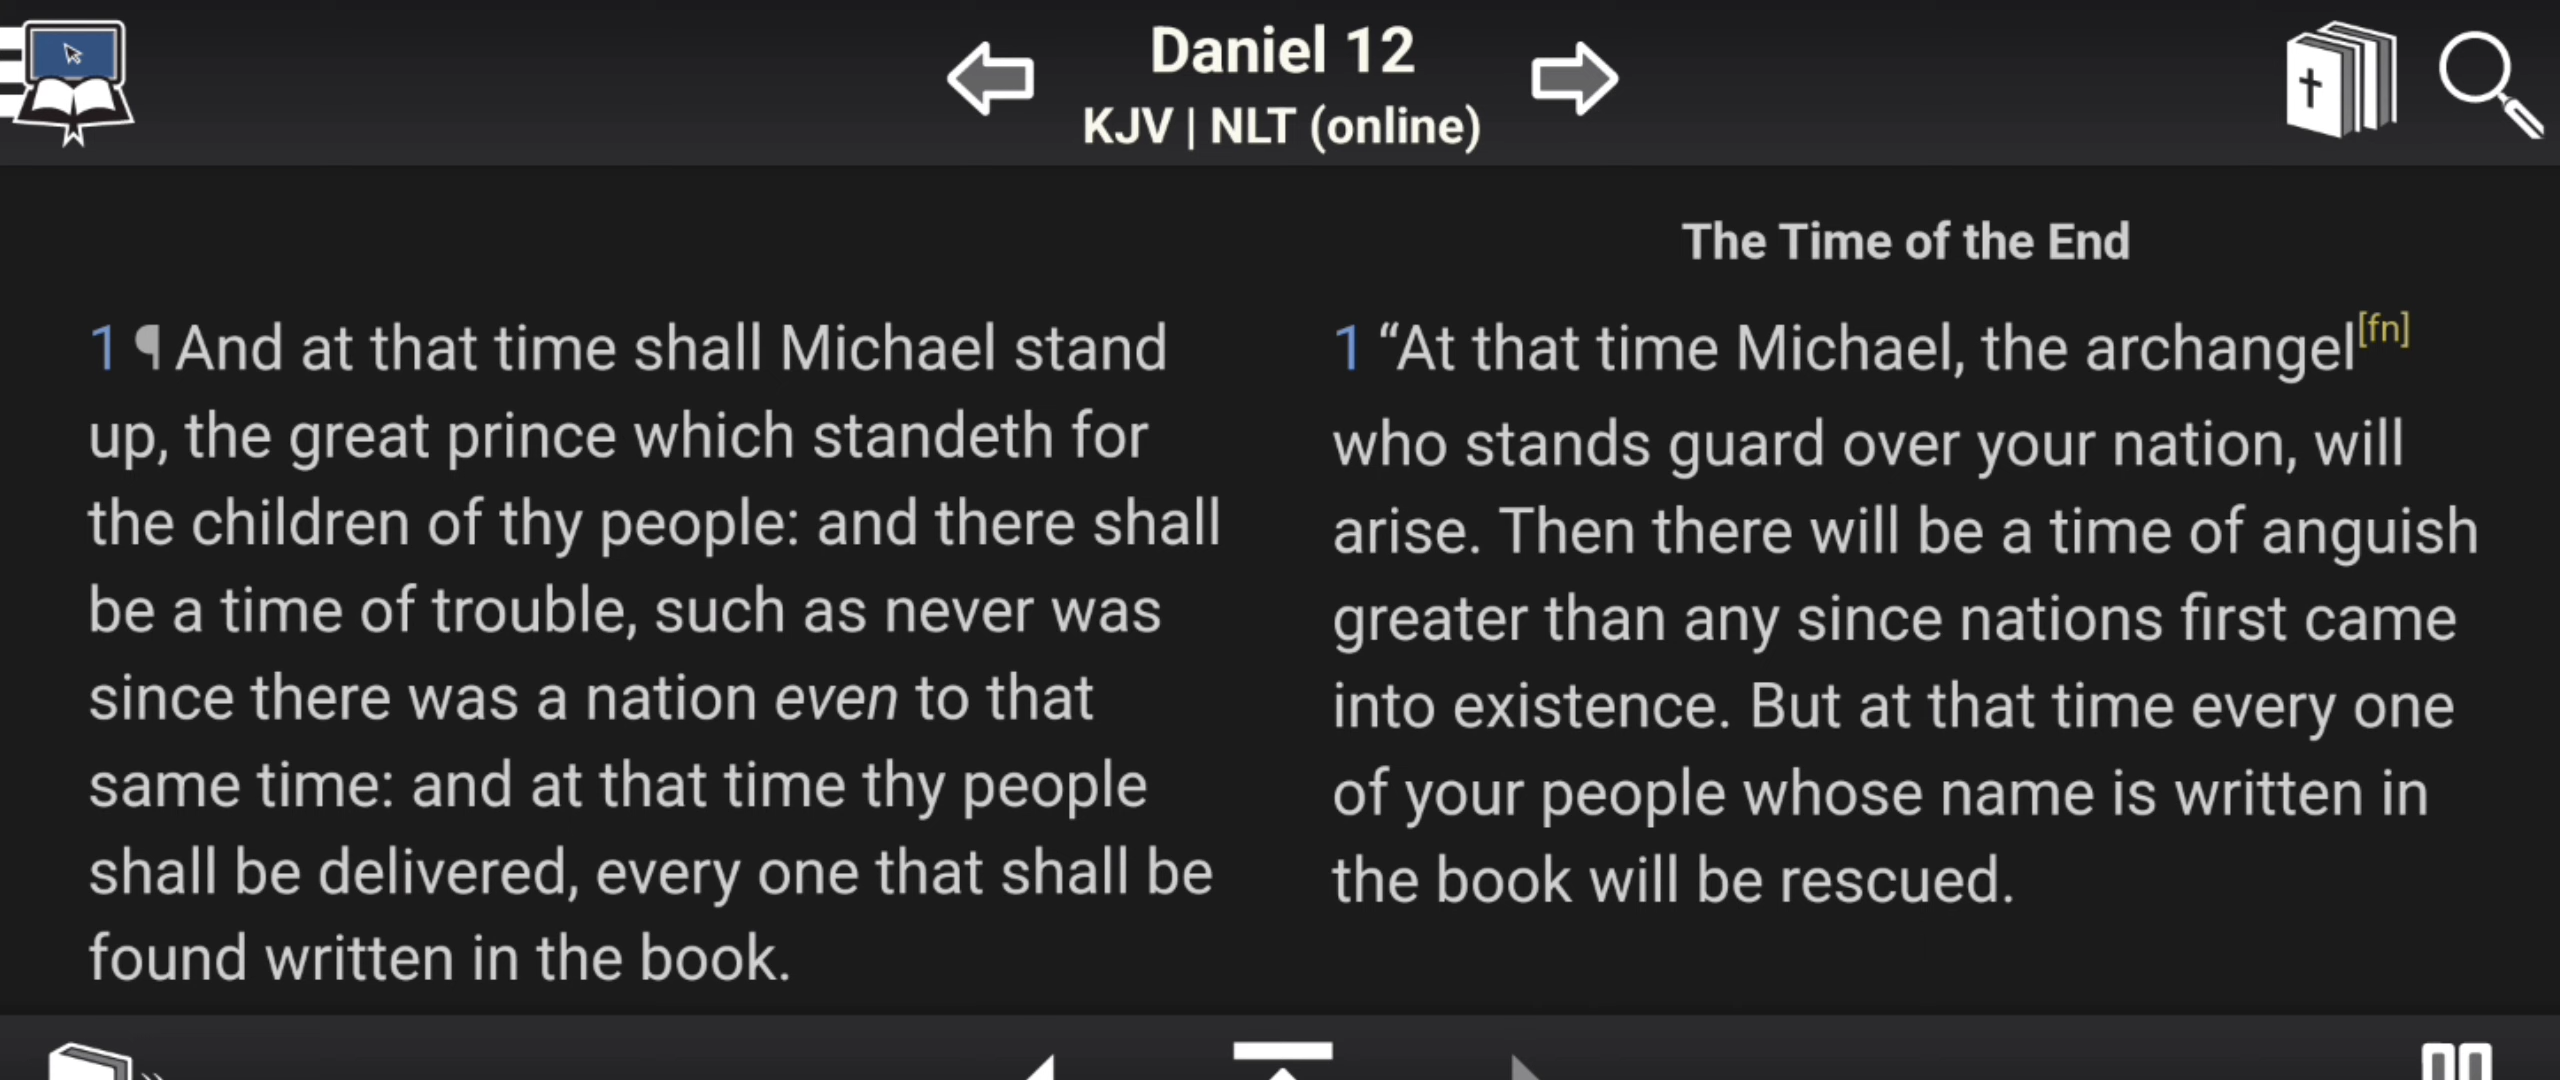 Daniel 12
KJV | NLT (online)
1 ¶ And at that time shall Michael stand
up, the great prince which standeth for
the children of thy people: and there shall
be a time of trouble, such as never was
since there was a nation even to that
same time: and at that time thy people
shall be delivered, every one that shall be
found written in the book.
The Time of the End
1 “At that time Michael, the archangel[fn]
who stands guard over your nation, will
arise. Then there will be a time of anguish
greater than any since nations first came
into existence. But at that time every one
of your people whose name is written in
the book will be rescued.